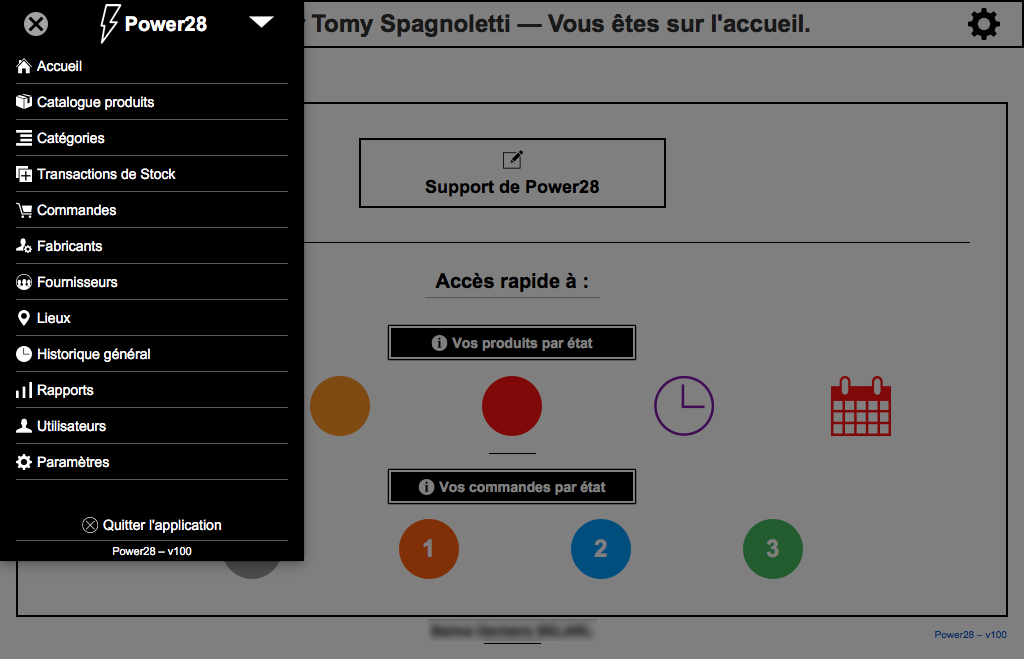 Power28
Tomy Spagnoletti — Vous êtes sur l'accueil.
Accueil
Catalogue produits
Catégories
Transactions de Stock
Commandes
Fabricants
Fournisseurs
Lieux
Historique général
Rapports
Utilisateurs
Paramètres
Quitter l'application
Power28 – v100
Support de Power28
Accès rapide à :
Vos produits par état
Vos commandes par état
1 2 3
Power28 – v100